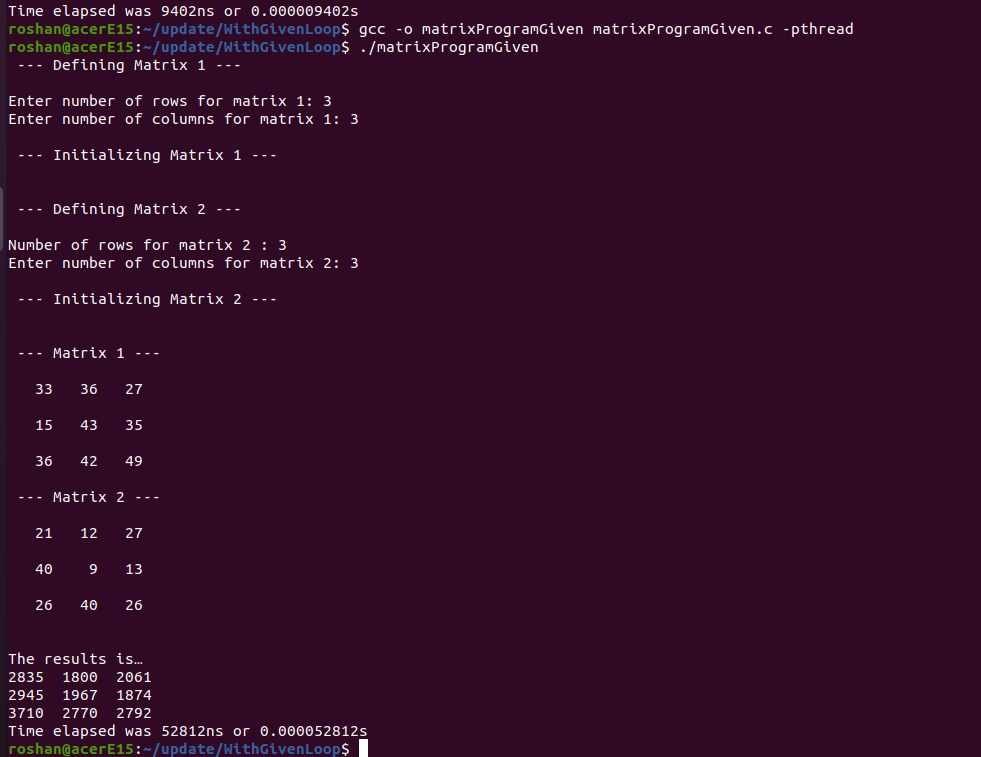 Time elapsed was 9402ns or 0.000009402s
roshan@acerE15:~/update/WithGivenLoop$ gcc -o matrixProgramGiven matrixProgramGiven.c -pthread
roshan@acerE15:~/update/WithGivenLoop$ ./matrixProgramGiven
--- Defining Matrix 1 ---
Enter number of rows for matrix 1: 3
Enter number of columns for matrix 1: 3
--- Initializing Matrix 1 ---
--- Defining Matrix 2 ---
Number of rows for matrix 2 : 3
Enter number of columns for matrix 2: 3
--- Initializing Matrix 2 ---
--- Matrix 1 ---
33 36 27
15 43 35
36 42 49
--- Matrix 2 ---
21 12 27
40 9 13
26 40 26
The results is…
2835 1800 2061
2945 1967 1874
3710 2770 2792
Time elapsed was 52812ns or 0.000052812s
roshan@acerE15:~/update/WithGivenLoop$